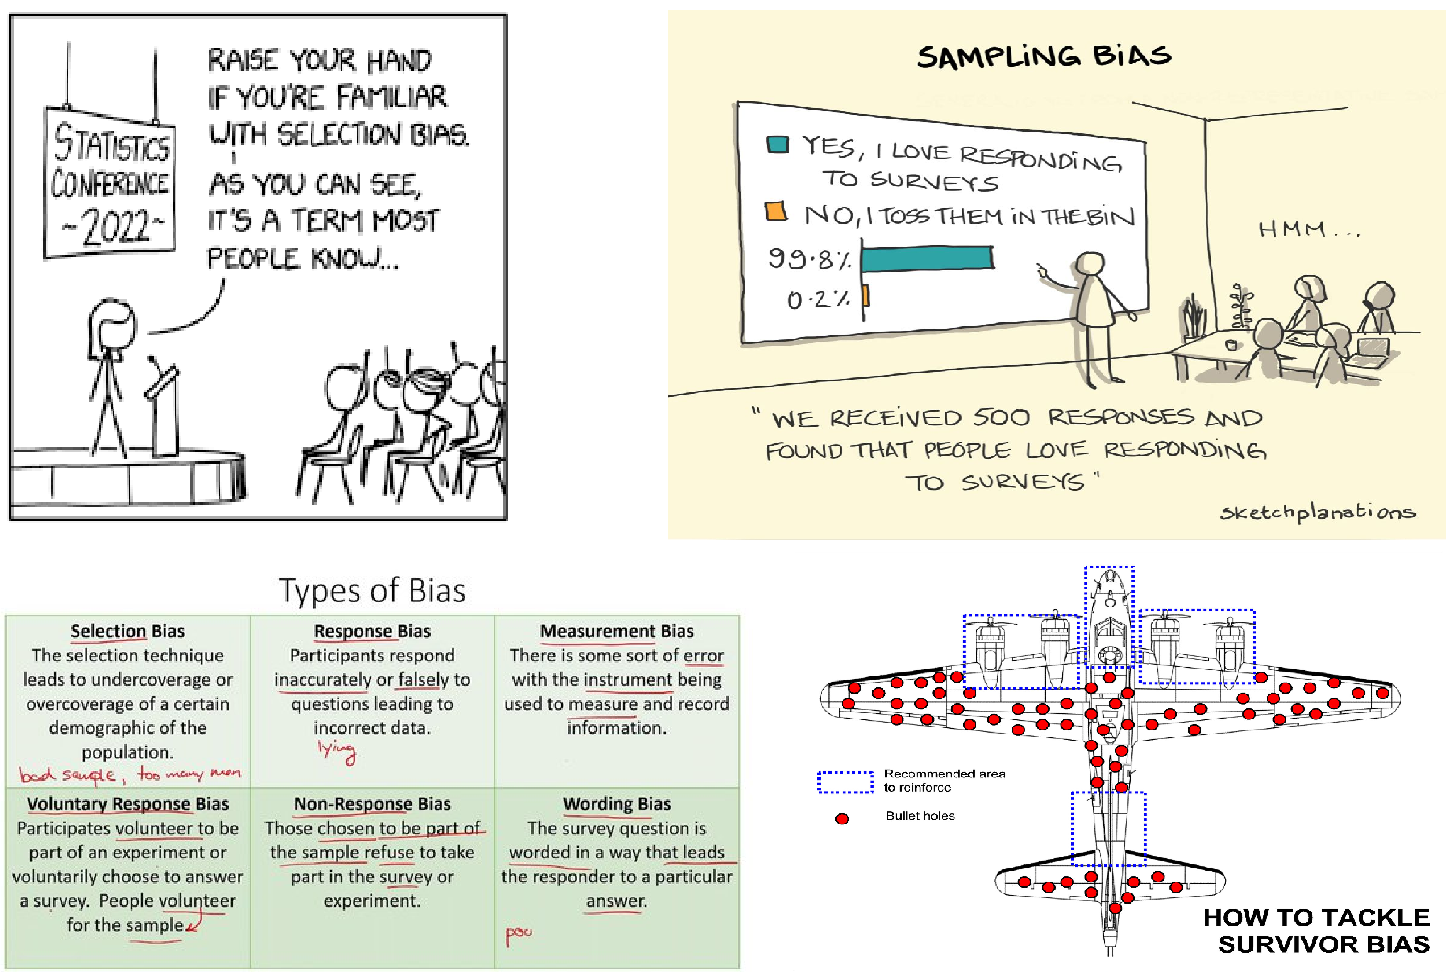 RAISE YOUR HAND
IF YOU'RE FAMILIAR
WITH SELECTION BIAS.
AS YOU CAN SEE,
IT'S A TERM MOST
PEOPLE KNOW...
STATISTICS
CONFERENCE
~2022~
SAMPLING BIAS
YES, I LOVE RESPONDING
TO SURVEYS
NO, I TOSS THEM IN THE BIN
99.8%
0.2%
HMM...
"WE RECEIVED 500 RESPONSES AND
FOUND THAT PEOPLE LOVE RESPONDING
TO SURVEYS"
sketchplanations
Types of Bias
Selection Bias
The selection technique
leads to undercoverage or
overcoverage of a certain
demographic of the
population.
bad sample, too many men
Response Bias
Participants respond
inaccurately or falsely to
questions leading to
incorrect data.
lying
Measurement Bias
There is some sort of error
with the instrument being
used to measure and record
information.
Voluntary Response Bias
Participates volunteer to be
part of an experiment or
voluntarily choose to answer
a survey. People volunteer
for the sample.
Non-Response Bias
Those chosen to be part of
the sample refuse to take
part in the survey or
experiment.
Wording Bias
The survey question is
worded in a way that leads
the responder to a particular
answer.
Recommended area
to reinforce
Bullet holes
HOW TO TACKLE
SURVIVOR BIAS